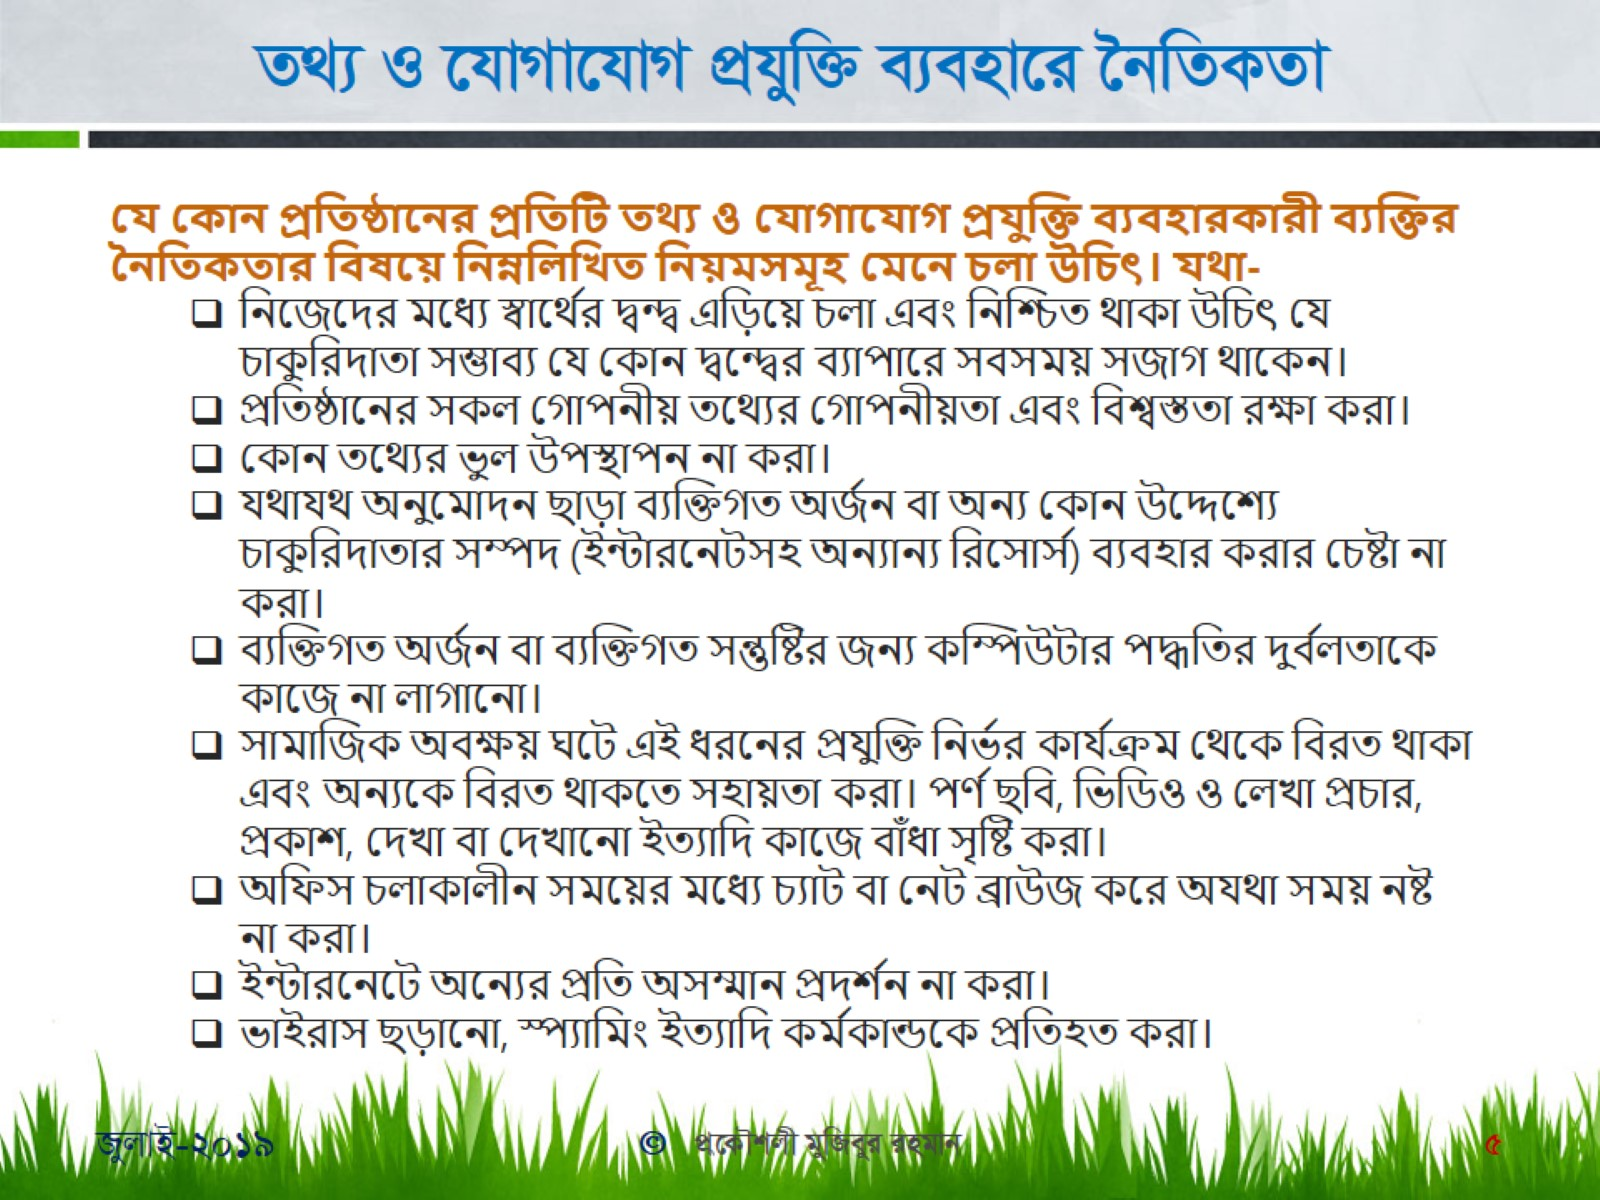 তথ্য ও যোগাযোগ প্রযুক্তি ব্যবহারে নৈতিকতা
যে কোন প্রতিষ্ঠানের প্রতিটি তথ্য ও যোগাযোগ প্রযুক্তি ব্যবহারকারী ব্যক্তির
নৈতিকতার বিষয়ে নিম্নলিখিত নিয়মসমূহ মেনে চলা উচিৎ। যথা-
❑ নিজেদের মধ্যে স্বার্থের দ্বন্দ্ব এড়িয়ে চলা এবং নিশ্চিত থাকা উচিৎ যে
চাকুরিদাতা সম্ভাব্য যে কোন দ্বন্দ্বের ব্যাপারে সবসময় সজাগ থাকেন।
❑ প্রতিষ্ঠানের সকল গোপনীয় তথ্যের গোপনীয়তা এবং বিশ্বস্ততা রক্ষা করা।
❑ কোন তথ্যের ভুল উপস্থাপন না করা।
❑ যথাযথ অনুমোদন ছাড়া ব্যক্তিগত অর্জন বা অন্য কোন উদ্দেশ্যে
চাকুরিদাতার সম্পদ (ইন্টারনেটসহ অন্যান্য রিসোর্স) ব্যবহার করার চেষ্টা না
করা।
❑ ব্যক্তিগত অর্জন বা ব্যক্তিগত সন্তুষ্টির জন্য কম্পিউটার পদ্ধতির দুর্বলতাকে
কাজে না লাগানো।
❑ সামাজিক অবক্ষয় ঘটে এই ধরনের প্রযুক্তি নির্ভর কার্যক্রম থেকে বিরত থাকা
এবং অন্যকে বিরত থাকতে সহায়তা করা। পর্ণ ছবি, ভিডিও ও লেখা প্রচার,
প্রকাশ, দেখা বা দেখানো ইত্যাদি কাজে বাঁধা সৃষ্টি করা।
❑ অফিস চলাকালীন সময়ের মধ্যে চ্যাট বা নেট ব্রাউজ করে অযথা সময় নষ্ট
না করা।
❑ ইন্টারনেটে অন্যের প্রতি অসম্মান প্রদর্শন না করা।
❑ ভাইরাস ছড়ানো, স্প্যামিং ইত্যাদি কর্মকান্ডকে প্রতিহত করা।
জুলাই-২০১৯ © প্রকৌশলী মুজিবুর রহমান ৫